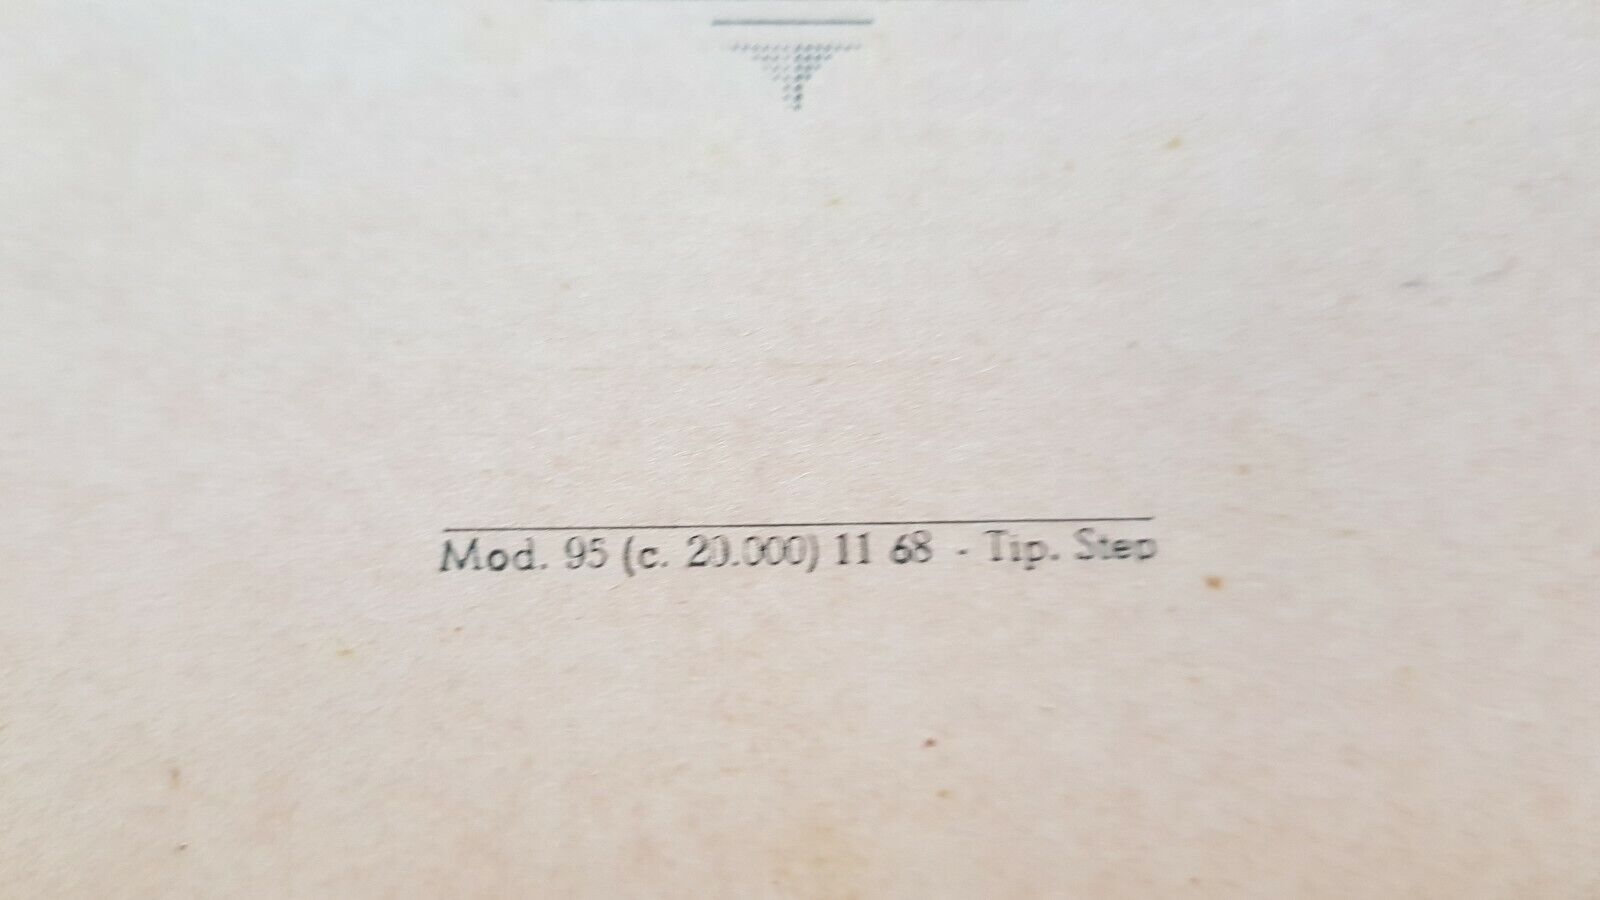 Mod. 95 (c. 20.000) 11 68 - Tip. Step